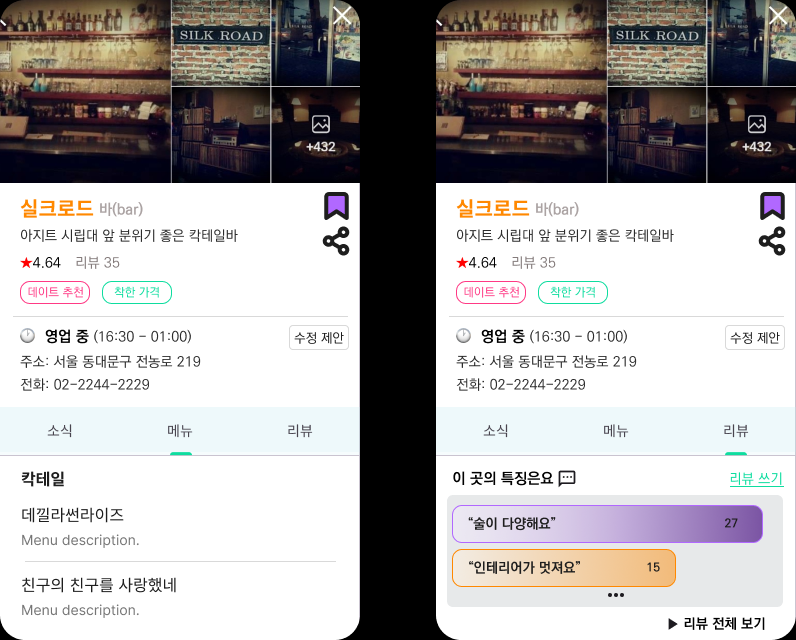 SILK ROAD
+432
실크로드 바(bar)
아지트 시립대 앞 분위기 좋은 칵테일바
★4.64 리뷰 35
데이트 추천 착한 가격
영업 중 (16:30 - 01:00) 수정 제안
주소: 서울 동대문구 전농로 219
전화: 02-2244-2229
소식 메뉴 리뷰
칵테일
데낄라썬라이즈
Menu description.
친구의 친구를 사랑했네
Menu description.
SILK ROAD
+432
실크로드 바(bar)
아지트 시립대 앞 분위기 좋은 칵테일바
★4.64 리뷰 35
데이트 추천 착한 가격
영업 중 (16:30 - 01:00) 수정 제안
주소: 서울 동대문구 전농로 219
전화: 02-2244-2229
소식 메뉴 리뷰
이 곳의 특징은요 리뷰 쓰기
“술이 다양해요” 27
“인테리어가 멋져요” 15
•••
▶ 리뷰 전체 보기